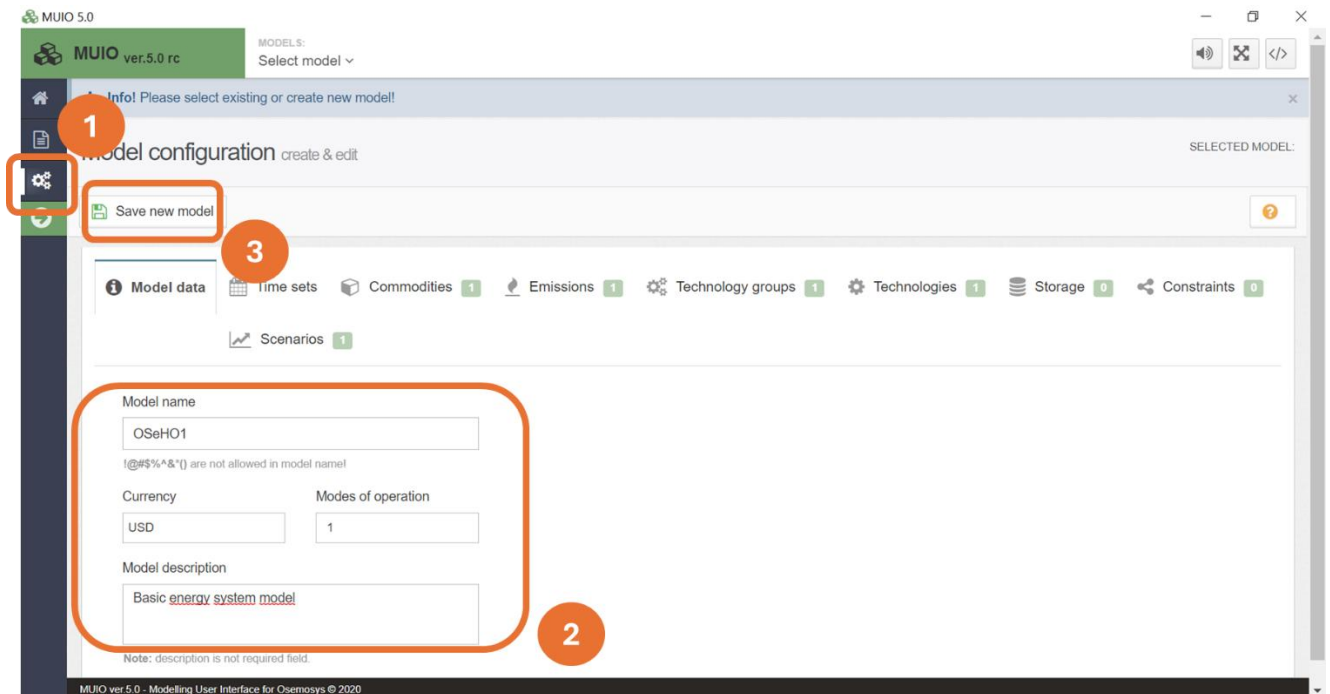 MUIO 5.0
MUIO ver.5.0 rc
MODELS:
Select model
Info! Please select existing or create new model!
1
Model configuration create & edit
SELECTED MODEL:
Save new model
3
Model data
Time sets
Commodities 1
Emissions 1
Technology groups 1
Technologies 1
Storage 0
Constraints 0
Scenarios 1
Model name
OSeHO1
!@#$%^&*() are not allowed in model name!
Currency
Modes of operation
USD
1
Model description
Basic energy system model
2
Note: description is not required field.
MUIO ver.5.0 - Modelling User Interface for Osemosys © 2020